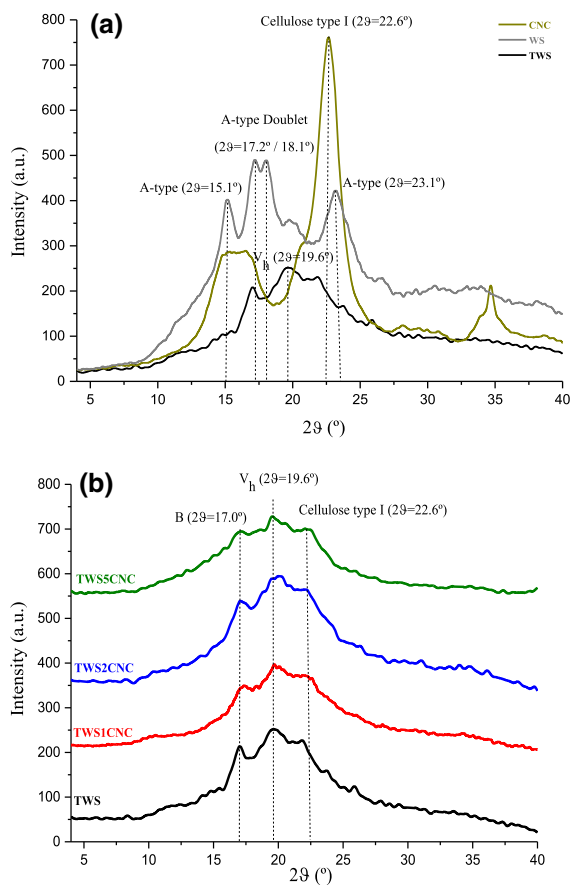 (a)
Cellulose type I (2ϑ=22.6º)
CNC
WS
TWS
A-type Doublet
(2ϑ=17.2º / 18.1º)
A-type (2ϑ=15.1º)
A-type (2ϑ=23.1º)
Vh (2ϑ=19.6º)
Intensity (a.u.)
800
700
600
500
400
300
200
100
0
5 10 15 20 25 30 35 40
2ϑ (º)
(b)
Vh (2ϑ=19.6º)
B (2ϑ=17.0º)
Cellulose type I (2ϑ=22.6º)
TWS5CNC
TWS2CNC
TWS1CNC
TWS
Intensity (a.u.)
800
700
600
500
400
300
200
100
0
5 10 15 20 25 30 35 40
2ϑ (º)